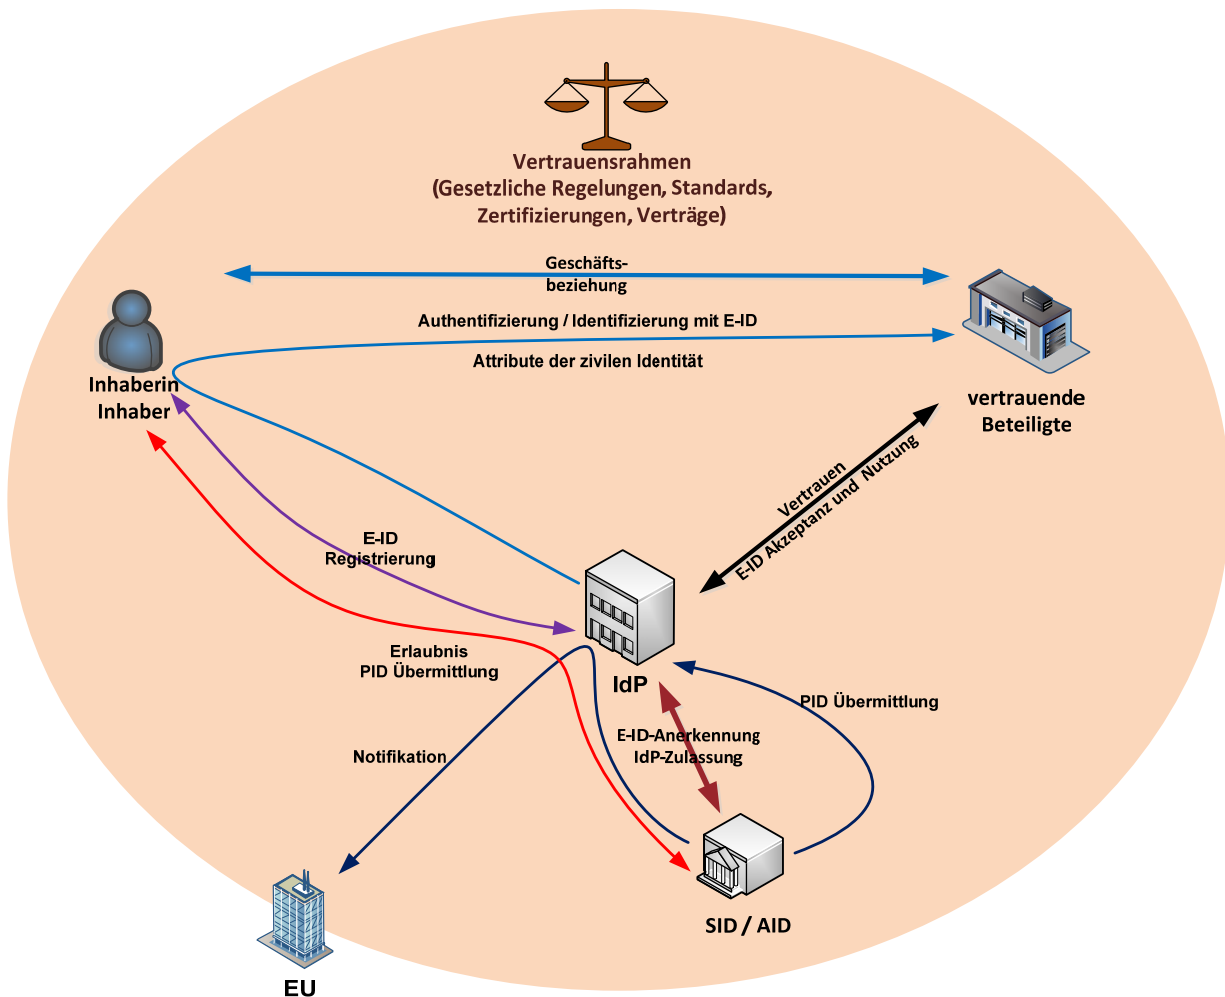 Vertrauensrahmen
(Gesetzliche Regelungen, Standards,
Zertifizierungen, Verträge)
Geschäfts-
beziehung
Authentifizierung / Identifizierung mit E-ID
Attribute der zivilen Identität
Inhaberin
Inhaber
vertrauende
Beteiligte
Vertrauen
E-ID Akzeptanz und Nutzung
E-ID
Registrierung
Erlaubnis
PID Übermittlung
IdP
PID Übermittlung
E-ID-Anerkennung
IdP-Zulassung
Notifikation
SID / AID
EU